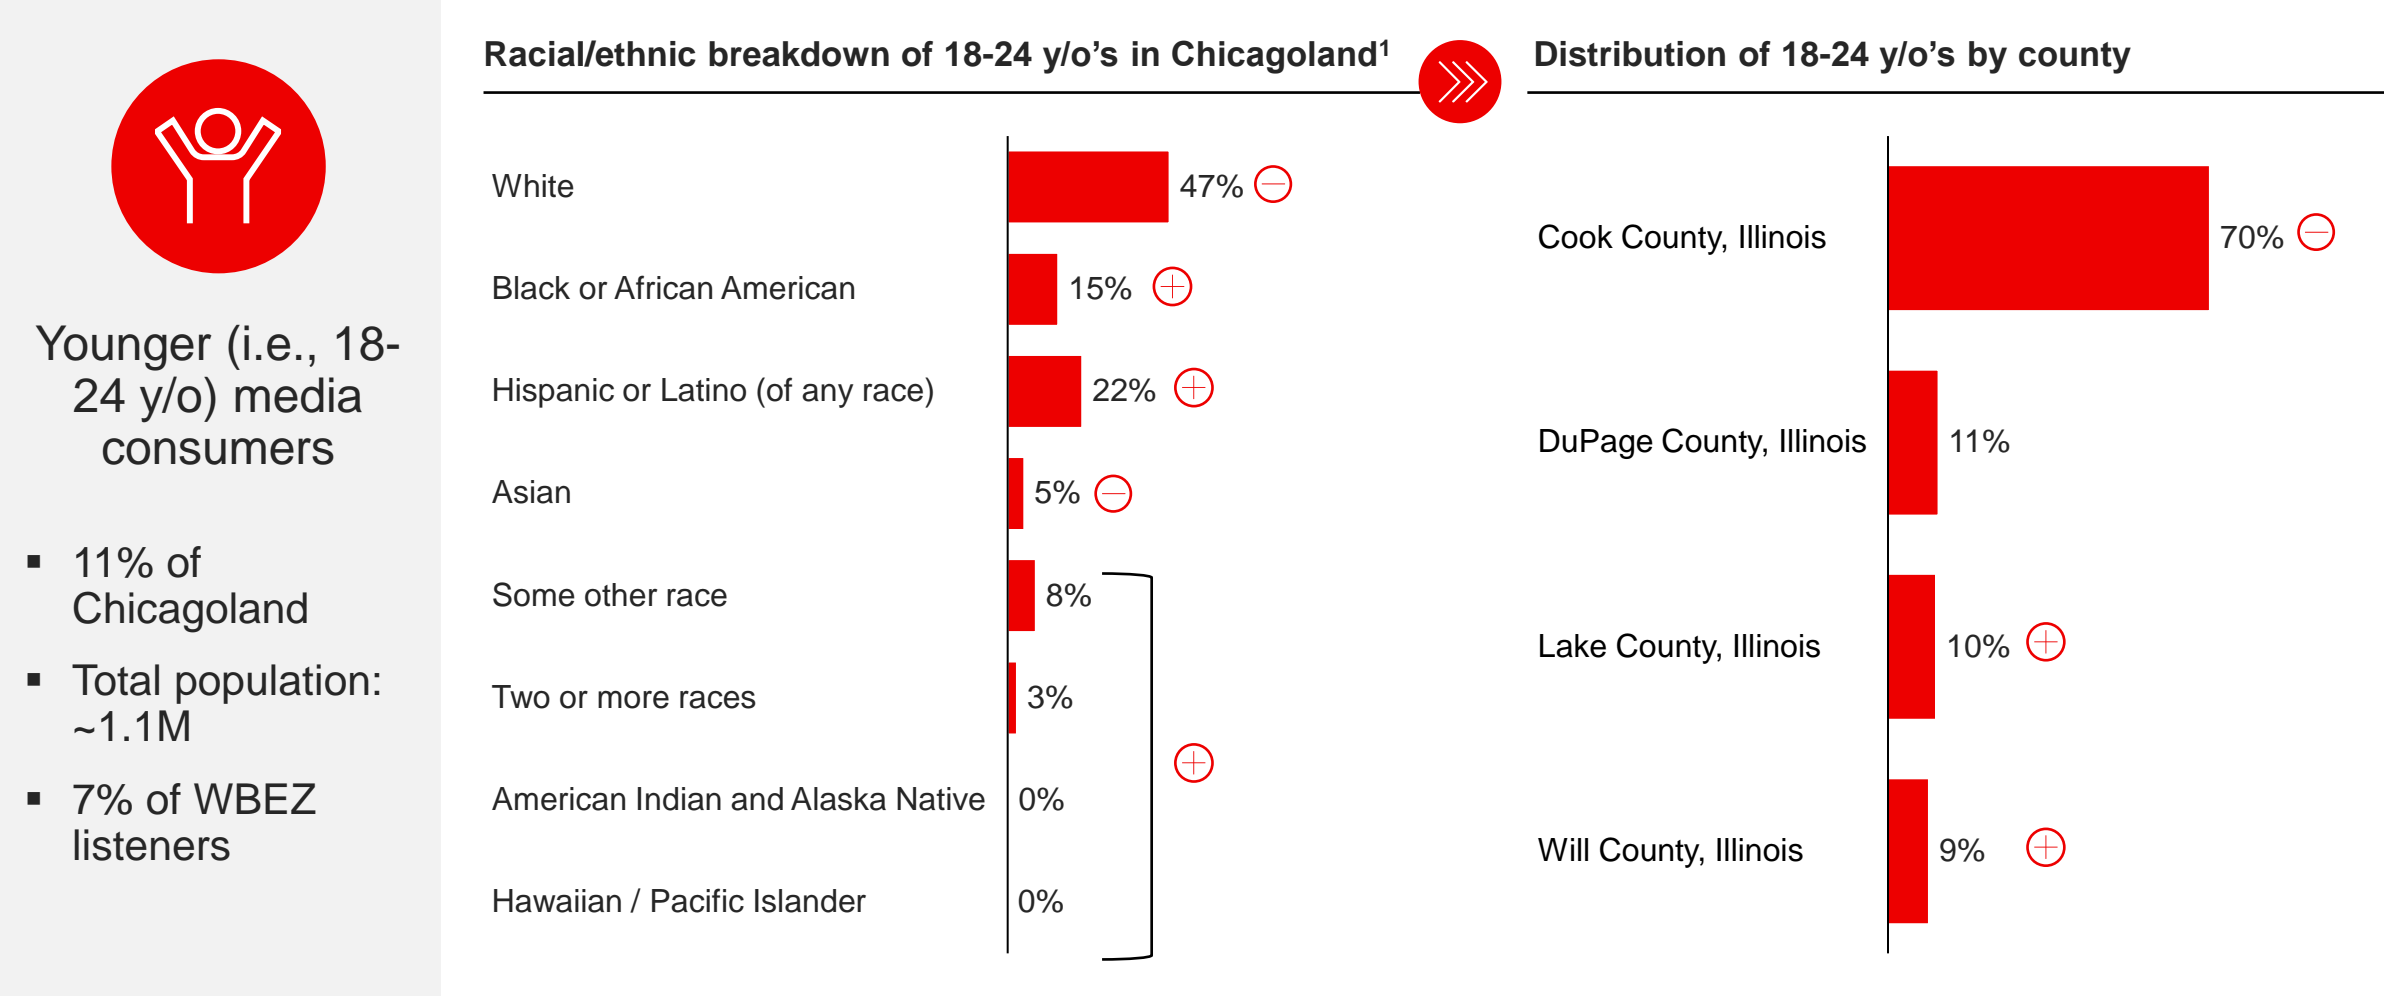 Younger (i.e., 18-
24 y/o) media
consumers
▪ 11% of
Chicagoland
▪ Total population:
~1.1M
▪ 7% of WBEZ
listeners
Racial/ethnic breakdown of 18-24 y/o’s in Chicagoland¹
White 47%
Black or African American 15%
Hispanic or Latino (of any race) 22%
Asian 5%
Some other race 8%
Two or more races 3%
American Indian and Alaska Native 0%
Hawaiian / Pacific Islander 0%
Distribution of 18-24 y/o’s by county
Cook County, Illinois 70%
DuPage County, Illinois 11%
Lake County, Illinois 10%
Will County, Illinois 9%